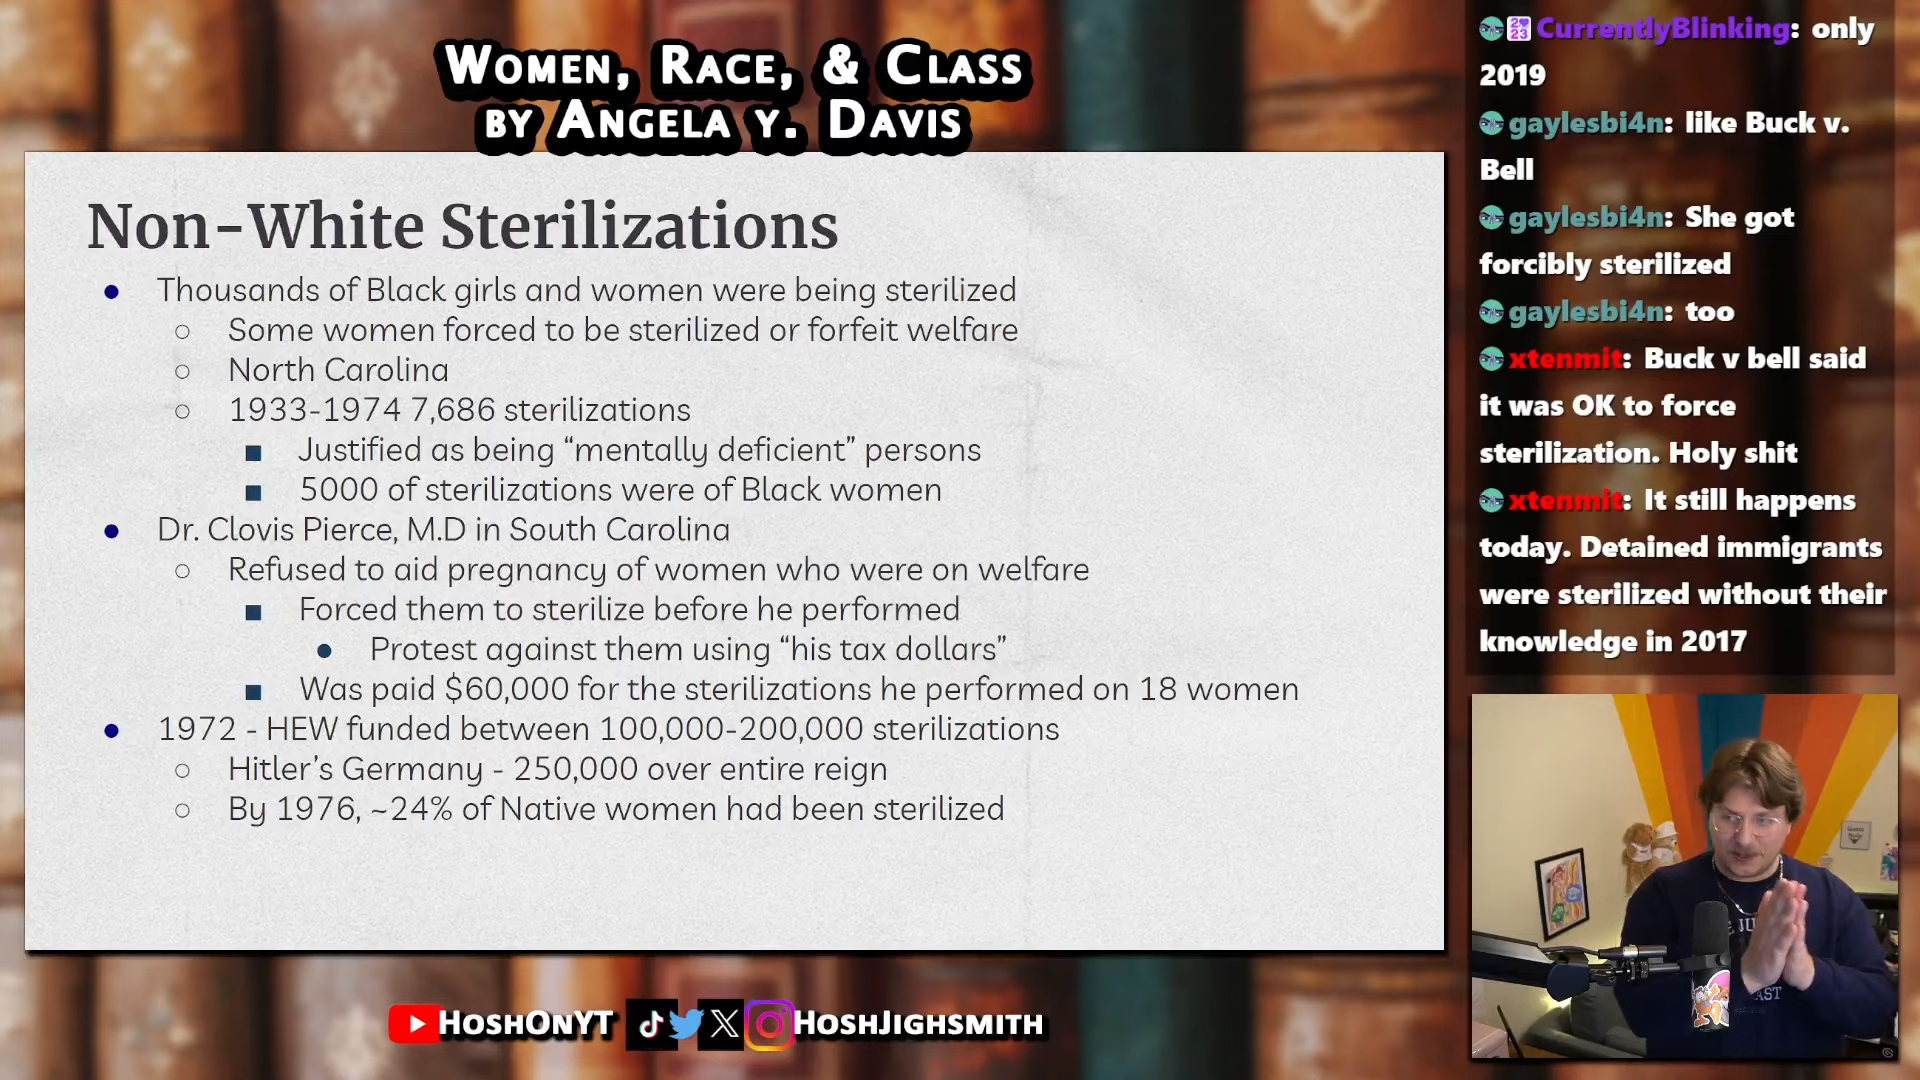 WOMEN, RACE, & CLASS
BY ANGELA Y. DAVIS
Non-White Sterilizations
● Thousands of Black girls and women were being sterilized
○ Some women forced to be sterilized or forfeit welfare
○ North Carolina
○ 1933-1974 7,686 sterilizations
■ Justified as being “mentally deficient” persons
■ 5000 of sterilizations were of Black women
● Dr. Clovis Pierce, M.D in South Carolina
○ Refused to aid pregnancy of women who were on welfare
■ Forced them to sterilize before he performed
● Protest against them using “his tax dollars”
■ Was paid $60,000 for the sterilizations he performed on 18 women
● 1972 - HEW funded between 100,000-200,000 sterilizations
○ Hitler’s Germany - 250,000 over entire reign
○ By 1976, ~24% of Native women had been sterilized
CurrentlyBlinking: only
2019
gaylesbi4n: like Buck v.
Bell
gaylesbi4n: She got
forcibly sterilized
gaylesbi4n: too
xtenmit: Buck v bell said
it was OK to force
sterilization. Holy shit
xtenmit: It still happens
today. Detained immigrants
were sterilized without their
knowledge in 2017
HOSHONYT HOSHJIGHSMITH